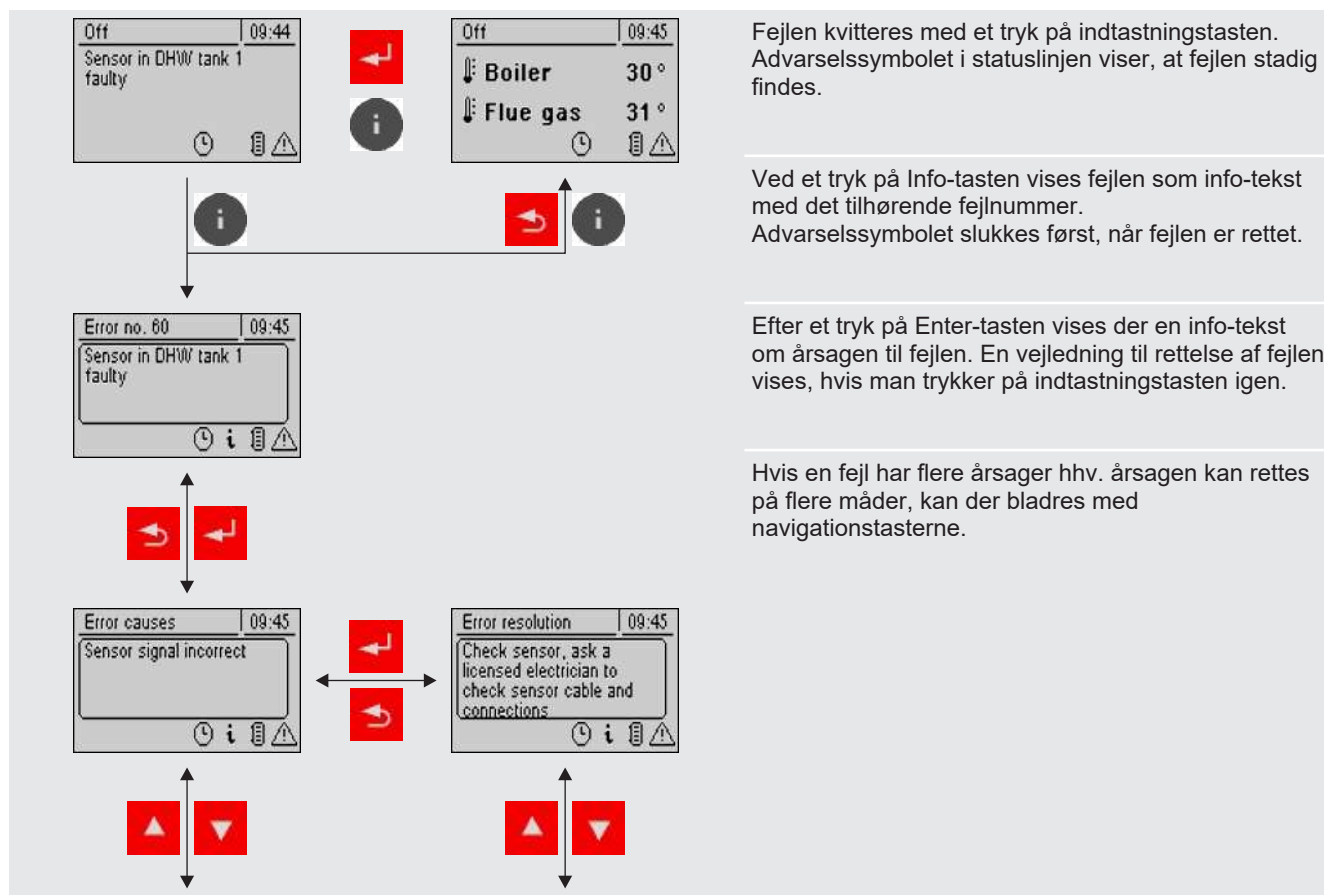 Off 09:44
Sensor in DHW tank 1
faulty
Off 09:45
Boiler 30°
Flue gas 31°
Fejlen kvitteres med et tryk på indtastningstasten.
Advarselssymbolet i statuslinjen viser, at fejlen stadig
findes.
Ved et tryk på Info-tasten vises fejlen som info-tekst
med det tilhørende fejlnummer.
Advarselssymbolet slukkes først, når fejlen er rettet.
Error no. 60 09:45
Sensor in DHW tank 1
faulty
Efter et tryk på Enter-tasten vises der en info-tekst
om årsagen til fejlen. En vejledning til rettelse af fejlen
vises, hvis man trykker på indtastningstasten igen.
Hvis en fejl har flere årsager hhv. årsagen kan rettes
på flere måder, kan der bladres med
navigationstasterne.
Error causes 09:45
Sensor signal incorrect
Error resolution 09:45
Check sensor, ask a
licensed electrician to
check sensor cable and
connections